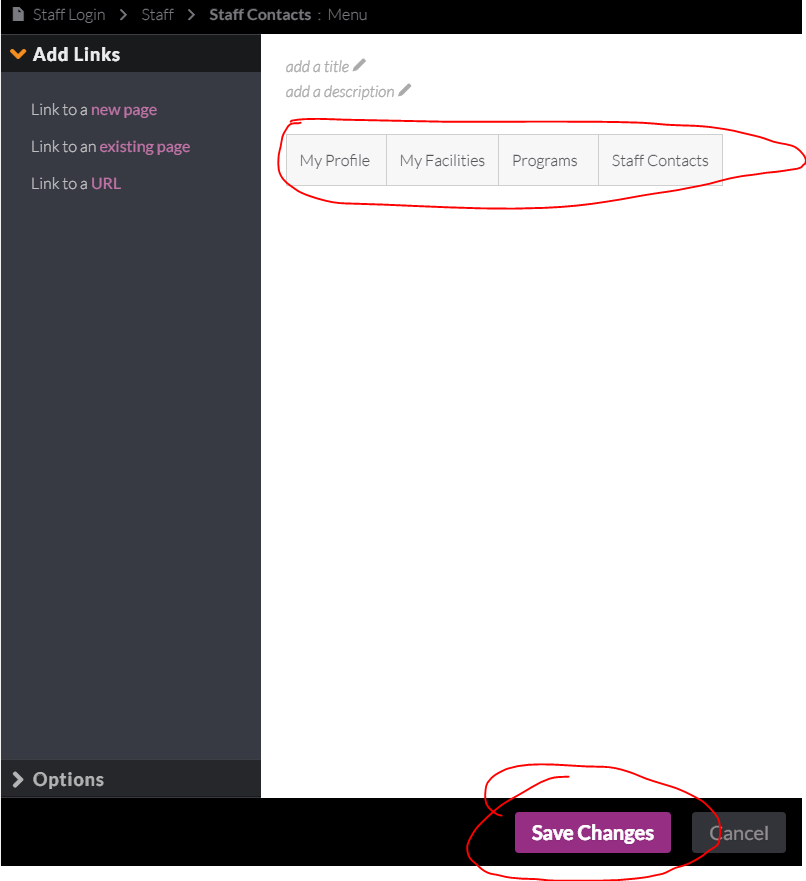 Staff Login > Staff > Staff Contacts : Menu
Add Links
Link to a new page
Link to an existing page
Link to a URL
add a title
add a description
My Profile My Facilities Programs Staff Contacts
Options
Save Changes Cancel